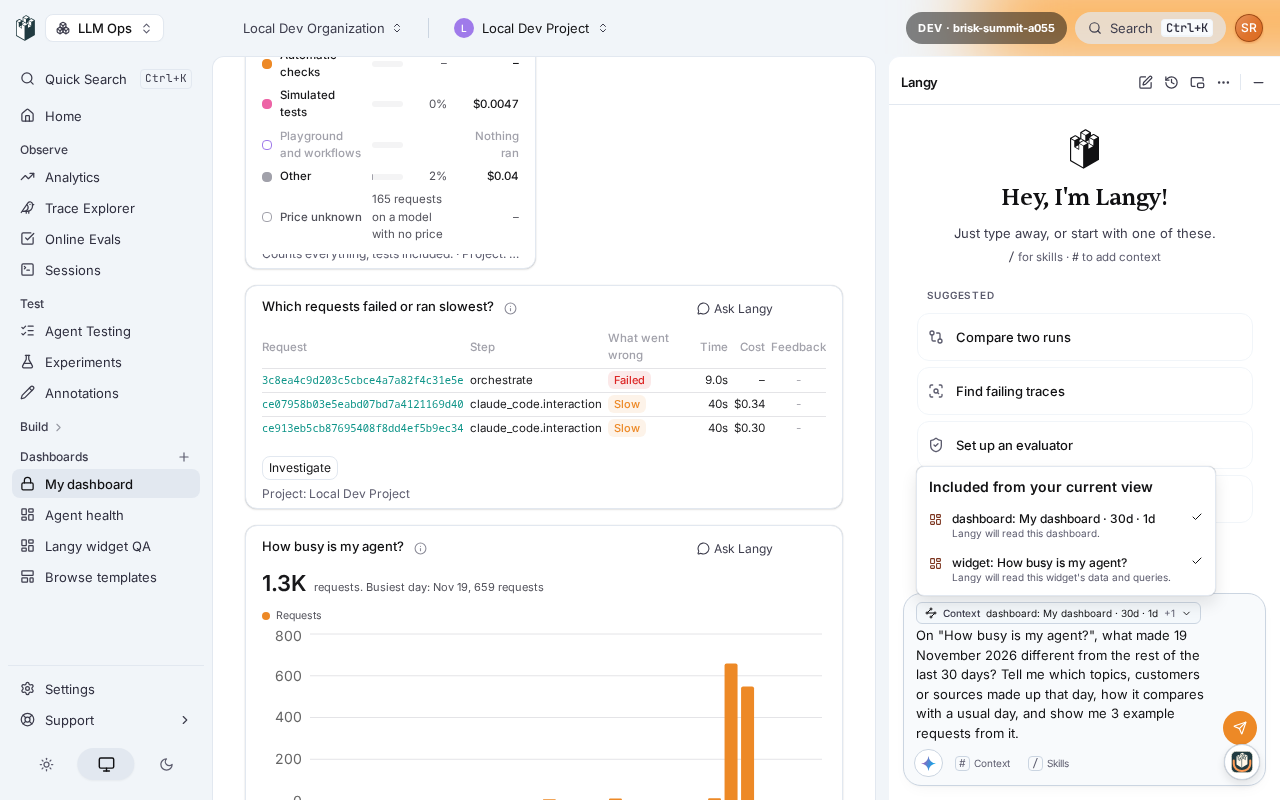 LLM Ops
Local Dev Organization
L
Local Dev Project
DEV · brisk-summit-a055
Search Ctrl+K
SR
Quick Search Ctrl+K
Home
Observe
Analytics
Trace Explorer
Online Evals
Sessions
Test
Agent Testing
Experiments
Annotations
Build
Dashboards
My dashboard
Agent health
Langy widget QA
Browse templates
Settings
Support
Automatic
checks
–
–
Simulated
tests
0%
$0.0047
Playground
and workflows
Nothing
ran
Other
2%
$0.04
Price unknown
165 requests
on a model
with no price
–
Counts everything, tests included. · Project: ...
Which requests failed or ran slowest?
Ask Langy
Request Step What went wrong Time Cost Feedback
3c8ea4c9d203c5cbce4a7a82f4c31e5e orchestrate Failed 9.0s – -
ce07958b03e5eabd07bd7a4121169d40 claude_code.interaction Slow 40s $0.34 -
ce913eb5cb87695408f8dd4ef5b9ec34 claude_code.interaction Slow 40s $0.30 -
Investigate
Project: Local Dev Project
How busy is my agent?
Ask Langy
1.3K requests. Busiest day: Nov 19, 659 requests
Requests
800
600
400
200
0
Langy
Hey, I'm Langy!
Just type away, or start with one of these.
/ for skills · # to add context
SUGGESTED
Compare two runs
Find failing traces
Set up an evaluator
Included from your current view
dashboard: My dashboard · 30d · 1d
Langy will read this dashboard.
widget: How busy is my agent?
Langy will read this widget's data and queries.
Context dashboard: My dashboard · 30d · 1d +1
On "How busy is my agent?", what made 19
November 2026 different from the rest of the
last 30 days? Tell me which topics, customers
or sources made up that day, how it compares
with a usual day, and show me 3 example
requests from it.
# Context
/ Skills